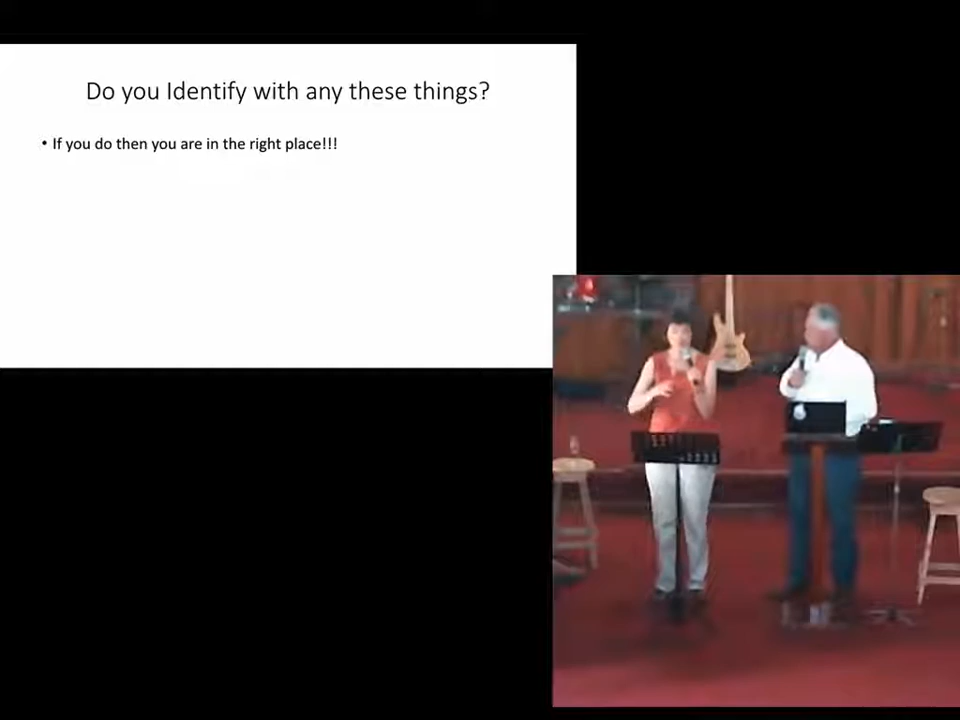 Do you Identify with any these things?
• If you do then you are in the right place!!!